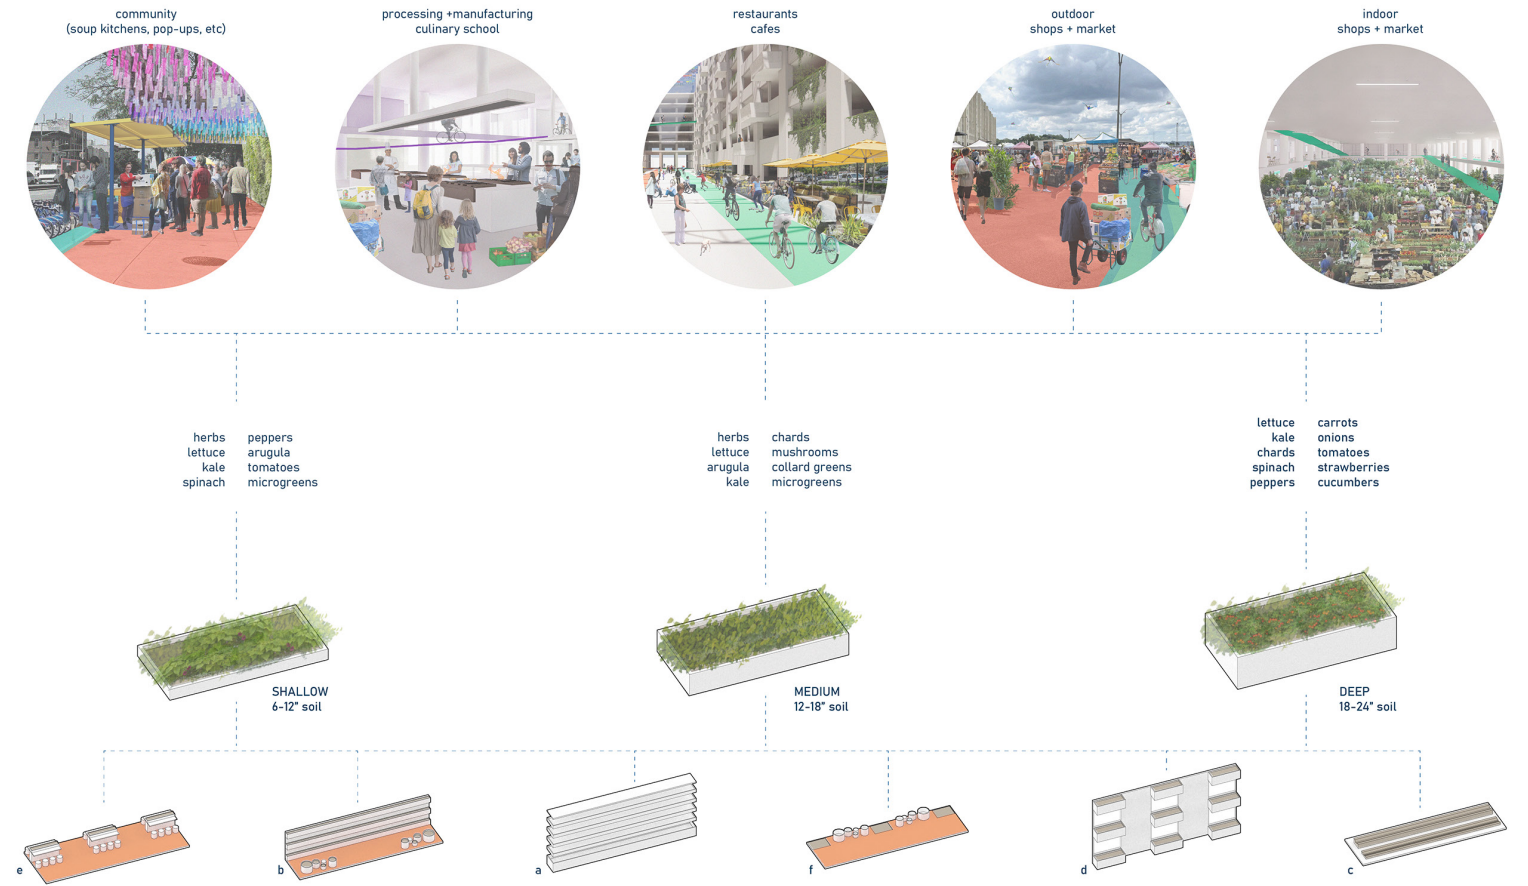 community
(soup kitchens, pop-ups, etc)
processing +manufacturing
culinary school
restaurants
cafes
outdoor
shops + market
indoor
shops + market
herbs peppers
lettuce arugula
kale tomatoes
spinach microgreens
herbs chards
lettuce mushrooms
arugula collard greens
kale microgreens
lettuce carrots
kale onions
chards tomatoes
spinach strawberries
peppers cucumbers
SHALLOW
6-12" soil
MEDIUM
12-18" soil
DEEP
18-24" soil
e
b
a
f
d
c